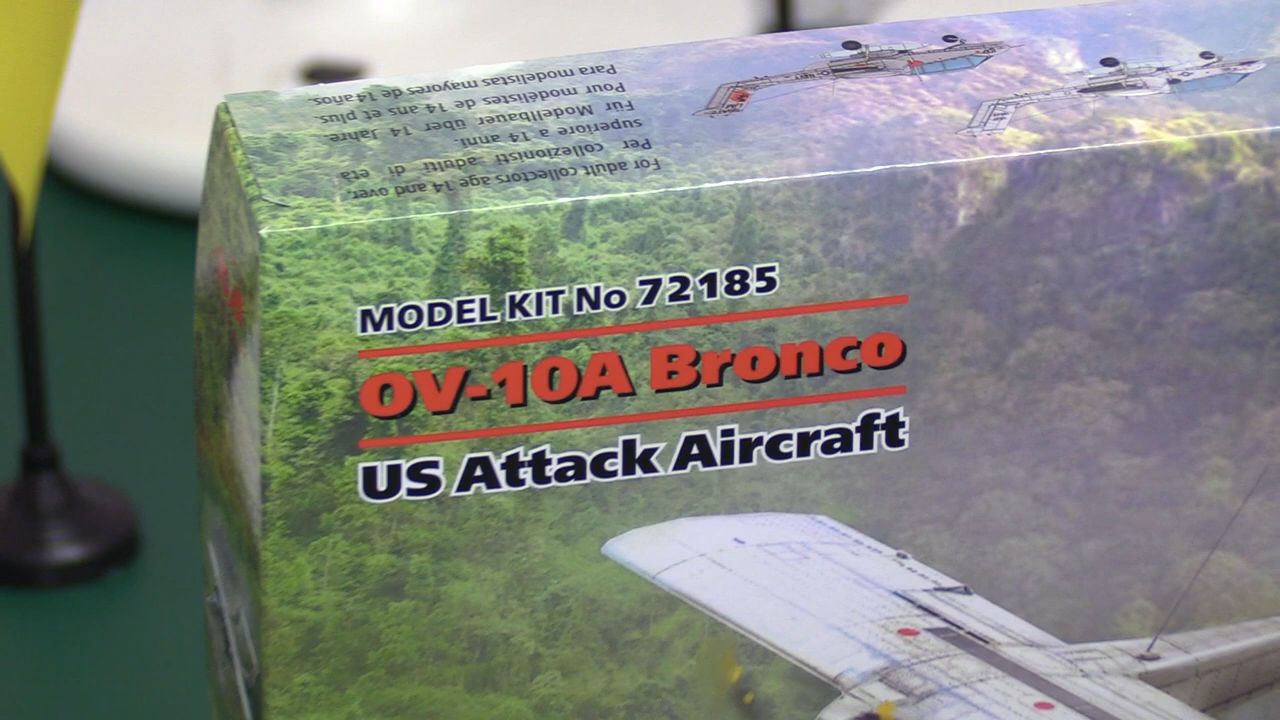 For adult collectors age 14 and over.
Per collezionisti adulti di età
superiore a 14 anni.
Für Modellbauer über 14 Jahre.
Pour modélistes de 14 ans et plus.
Para modelistas mayores de 14 años.
MODEL KIT No 72185
OV-10A Bronco
US Attack Aircraft